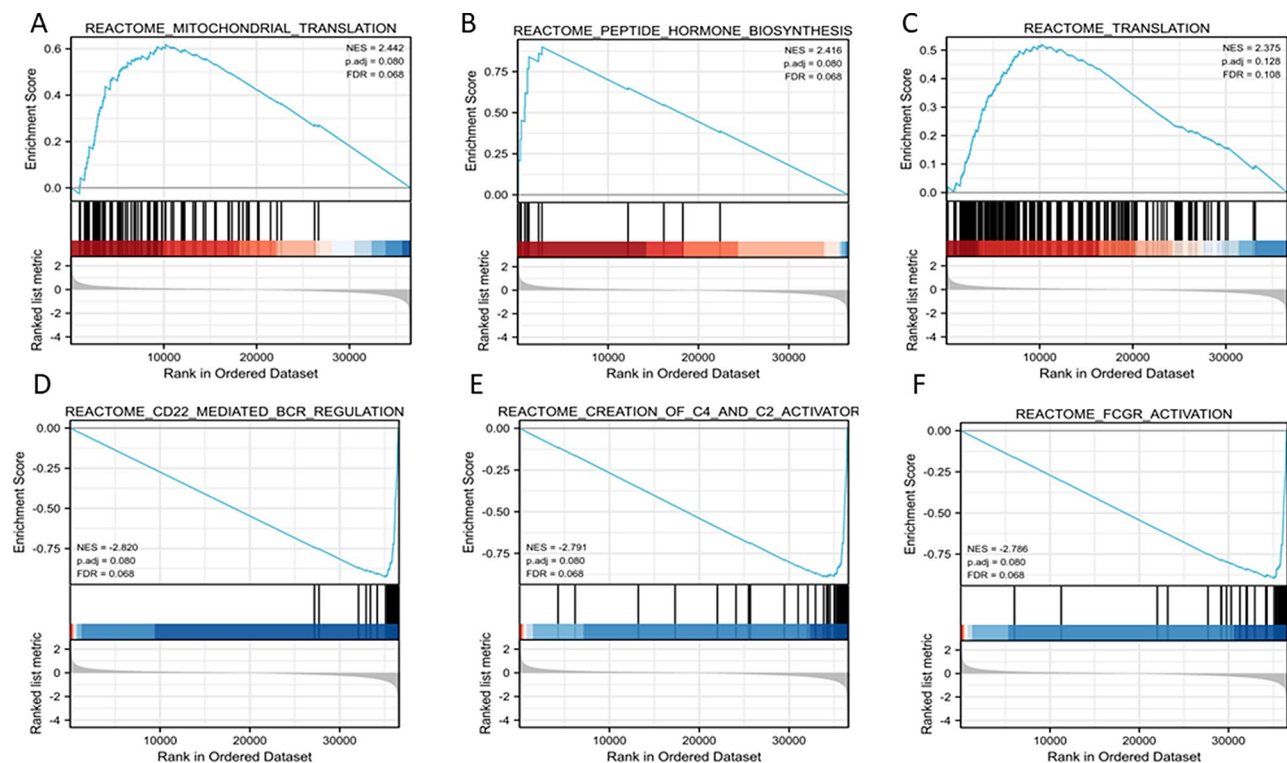 A
REACTOME_MITOCHONDRIAL_TRANSLATION
NES = 2.442
p.adj = 0.080
FDR = 0.068
Enrichment Score
0.6
0.4
0.2
0.0
Ranked list metric
2
0
-2
-4
10000 20000 30000
Rank in Ordered Dataset
B
REACTOME_PEPTIDE_HORMONE_BIOSYNTHESIS
NES = 2.416
p.adj = 0.080
FDR = 0.068
Enrichment Score
0.75
0.50
0.25
0.00
Ranked list metric
2
0
-2
-4
10000 20000 30000
Rank in Ordered Dataset
C
REACTOME_TRANSLATION
NES = 2.375
p.adj = 0.128
FDR = 0.108
Enrichment Score
0.5
0.4
0.3
0.2
0.1
0.0
Ranked list metric
2
0
-2
-4
10000 20000 30000
Rank in Ordered Dataset
D
REACTOME_CD22_MEDIATED_BCR_REGULATION
Enrichment Score
0.00
-0.25
-0.50
-0.75
NES = -2.820
p.adj = 0.080
FDR = 0.068
Ranked list metric
2
0
-2
-4
10000 20000 30000
Rank in Ordered Dataset
E
REACTOME_CREATION_OF_C4_AND_C2_ACTIVATOR
Enrichment Score
0.00
-0.25
-0.50
-0.75
NES = -2.791
p.adj = 0.080
FDR = 0.068
Ranked list metric
2
0
-2
-4
10000 20000 30000
Rank in Ordered Dataset
F
REACTOME_FCGR_ACTIVATION
Enrichment Score
0.00
-0.25
-0.50
-0.75
NES = -2.786
p.adj = 0.080
FDR = 0.068
Ranked list metric
2
0
-2
-4
10000 20000 30000
Rank in Ordered Dataset